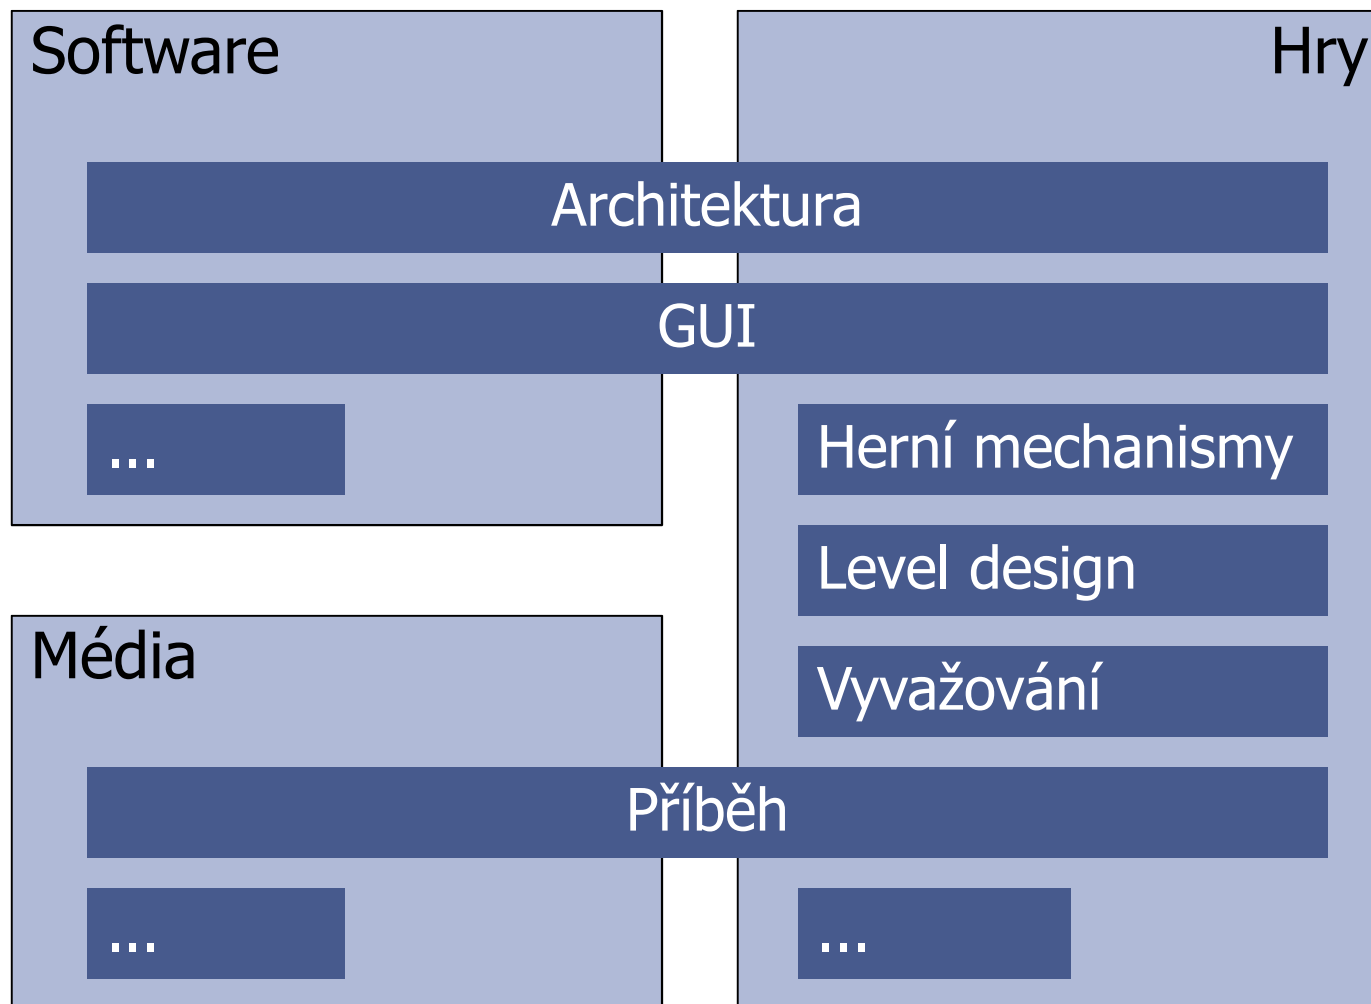 Software
Hry
Architektura
GUI
...
Herní mechanismy
Level design
Média
Vyvažování
Příběh
...
...